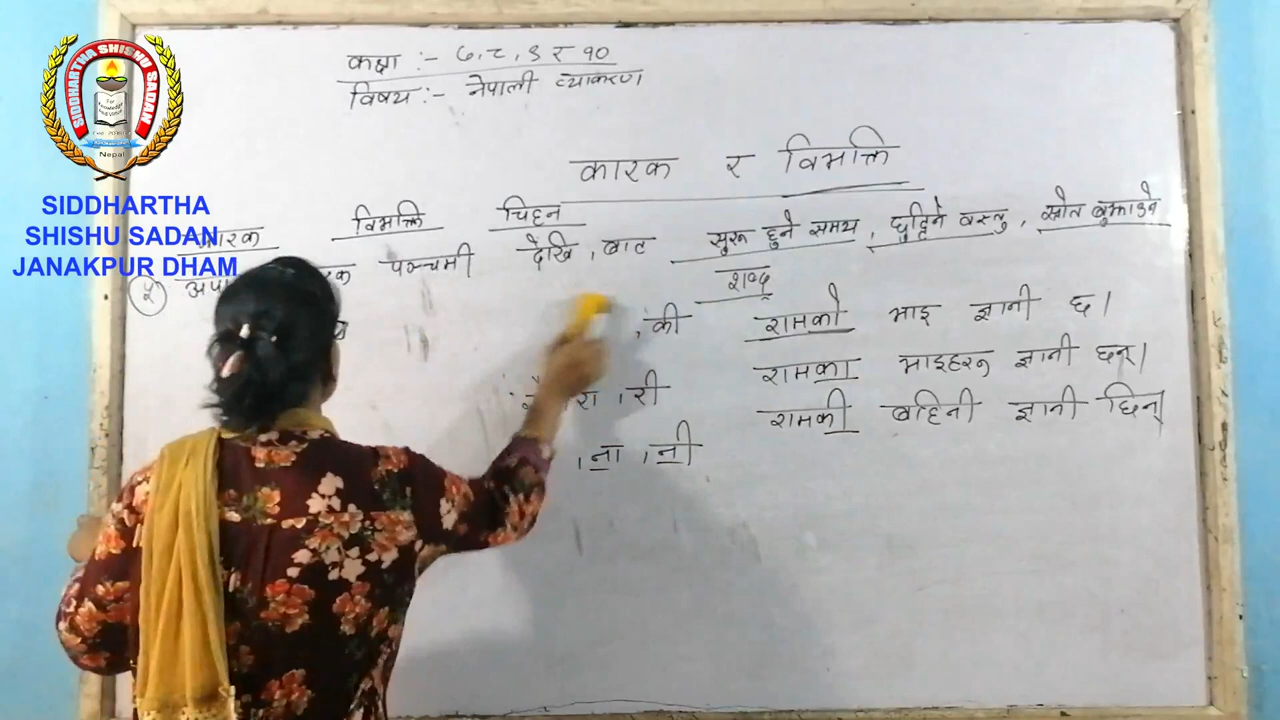 SIDDHARTHA SHISHU SADAN
Nepal
SIDDHARTHA
SHISHU SADAN
JANAKPUR DHAM
कक्षा :- ७, ८, ९ र १०
विषय :- नेपाली व्याकरण
कारक र विभक्ति
कारक विभक्ति चिह्न
पञ्चमी देखि, बाट सुरू हुने समय, छुट्टिने वस्तु, स्रोत बुझाउने
शब्द
, की रामको भाइ ज्ञानी छ।
रामका भाइहरू ज्ञानी छन्।
रा, री रामकी बहिनी ज्ञानी छिन्
, ना, नी